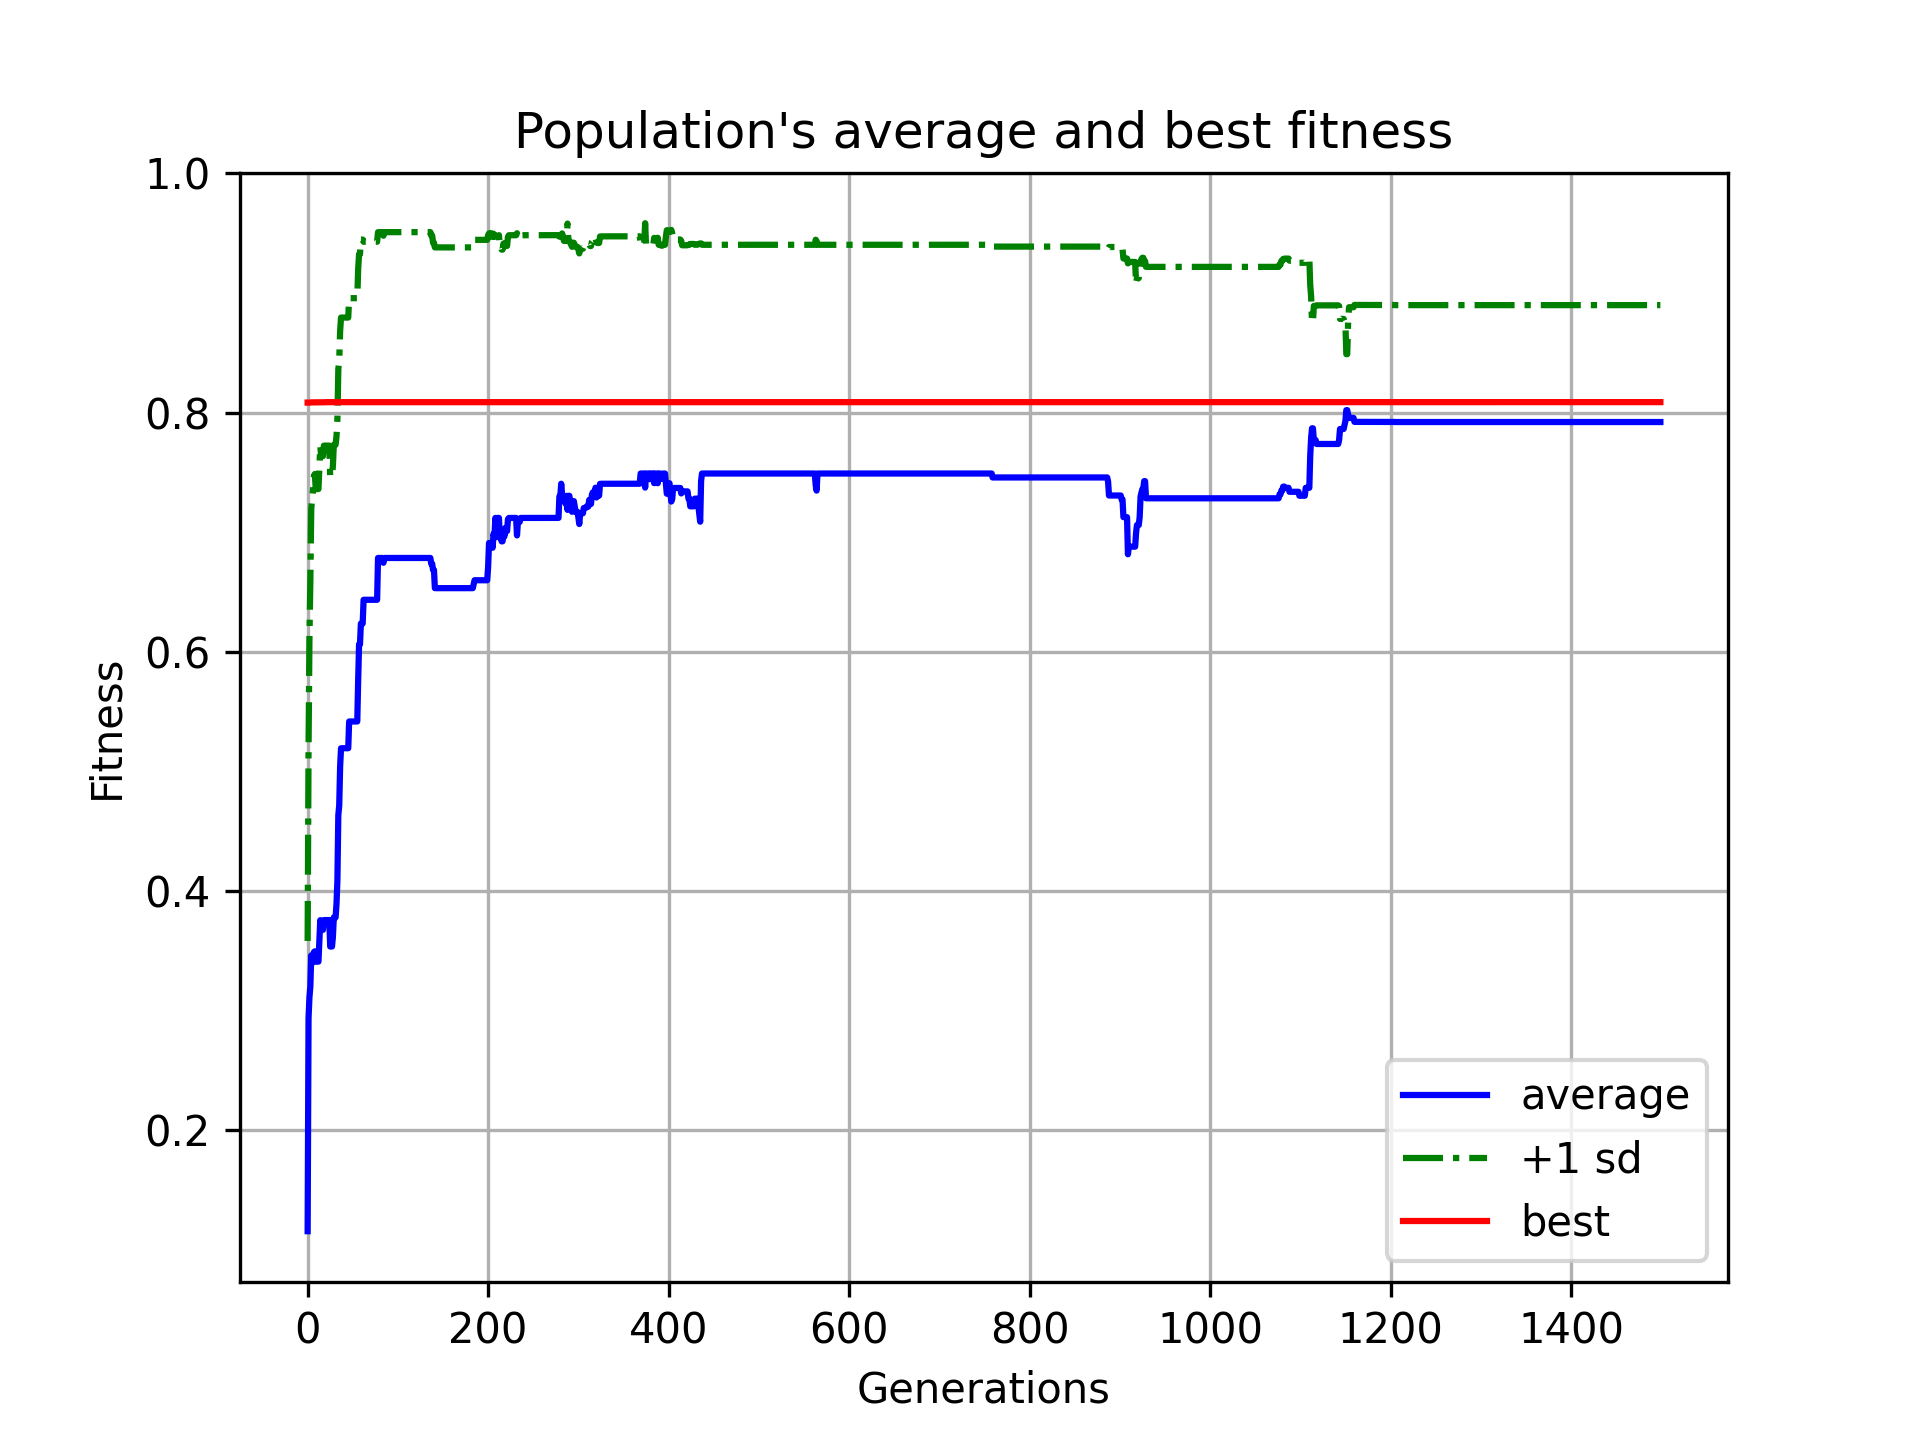 Population's average and best fitness
1.0
0.8
0.6
0.4
0.2
Fitness
0 200 400 600 800 1000 1200 1400
Generations
average
+1 sd
best